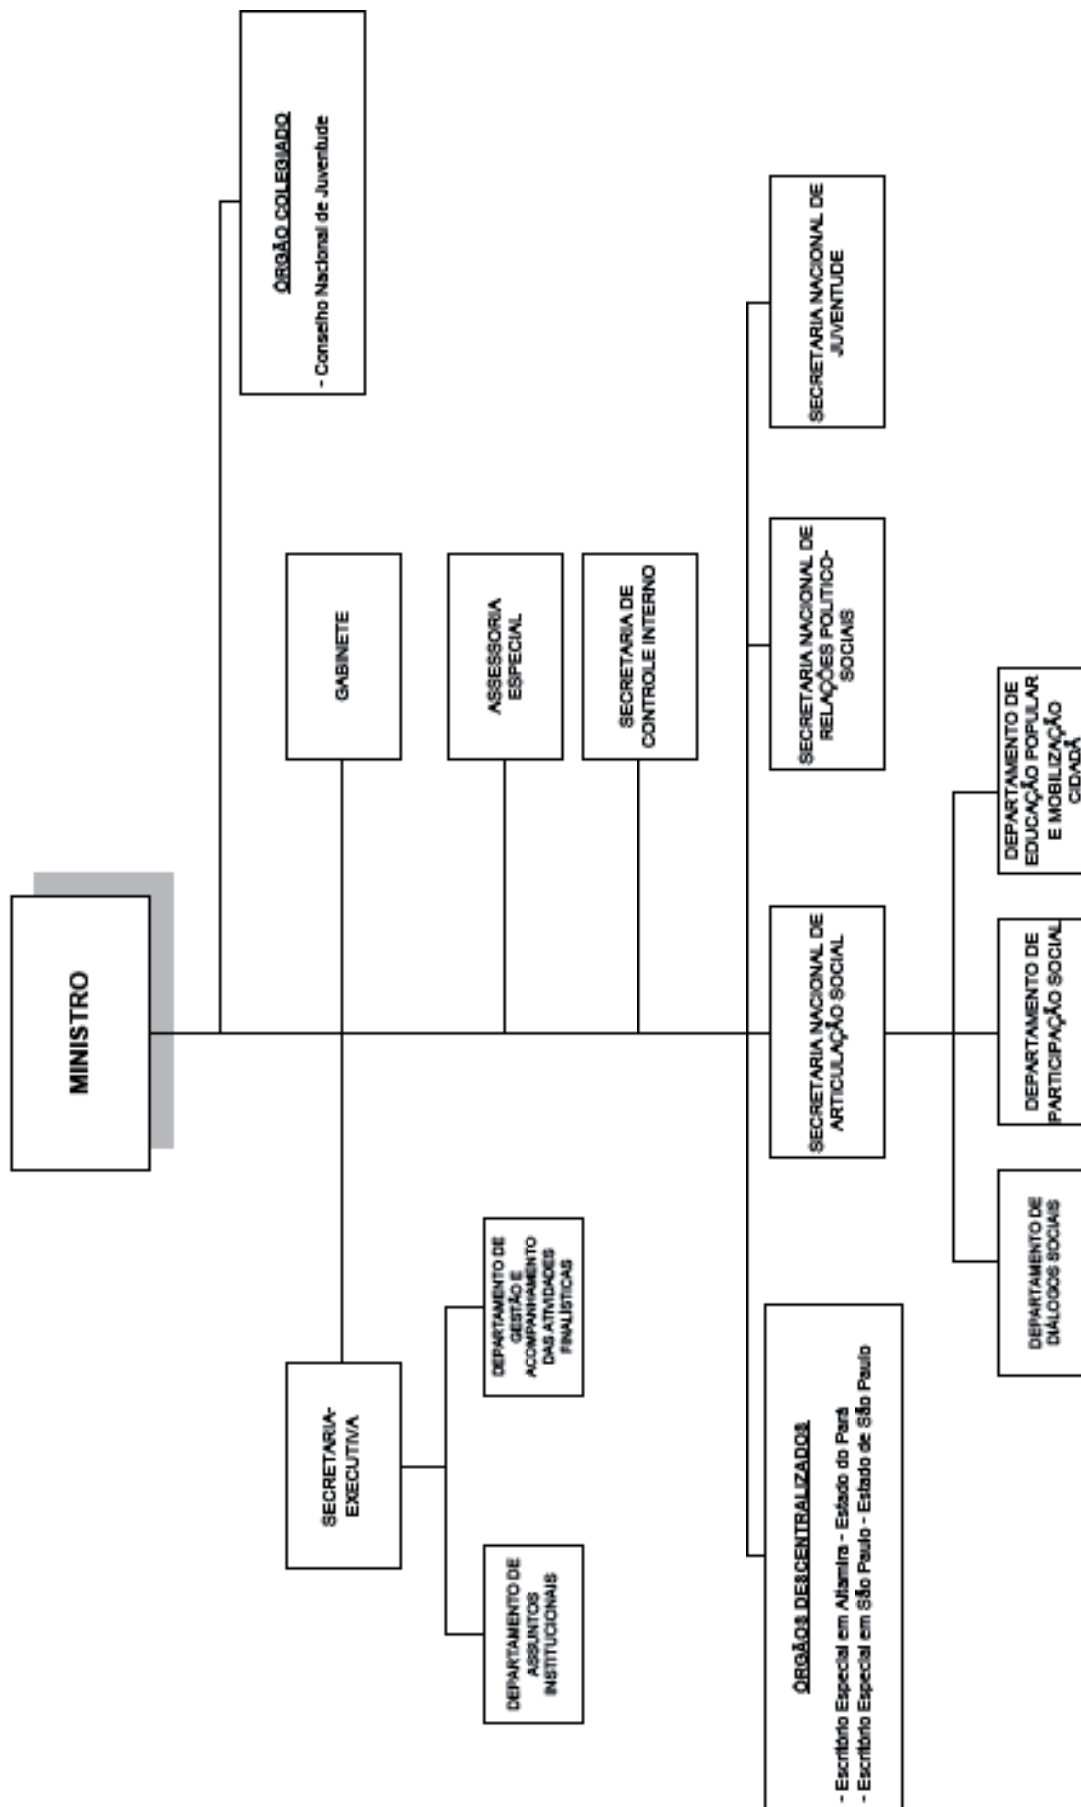 MINISTRO
ÓRGÃO COLEGIADO
- Conselho Nacional de Juventude
SECRETARIA-
EXECUTIVA
GABINETE
DEPARTAMENTO DE
ASSUNTOS
INSTITUCIONAIS
DEPARTAMENTO DE
GESTÃO E
ACOMPANHAMENTO
DAS ATIVIDADES
FINALÍSTICAS
ASSESSORIA
ESPECIAL
SECRETARIA DE
CONTROLE INTERNO
ÓRGÃOS DESCENTRALIZADOS
- Escritório Especial em Altamira - Estado do Pará
- Escritório Especial em São Paulo - Estado de São Paulo
SECRETARIA NACIONAL DE
ARTICULAÇÃO SOCIAL
SECRETARIA NACIONAL DE
RELAÇÕES POLITICO-
SOCIAIS
SECRETARIA NACIONAL DE
JUVENTUDE
DEPARTAMENTO DE
DIÁLOGOS SOCIAIS
DEPARTAMENTO DE
PARTICIPAÇÃO SOCIAL
DEPARTAMENTO DE
EDUCAÇÃO POPULAR
E MOBILIZAÇÃO
CIDADÃ